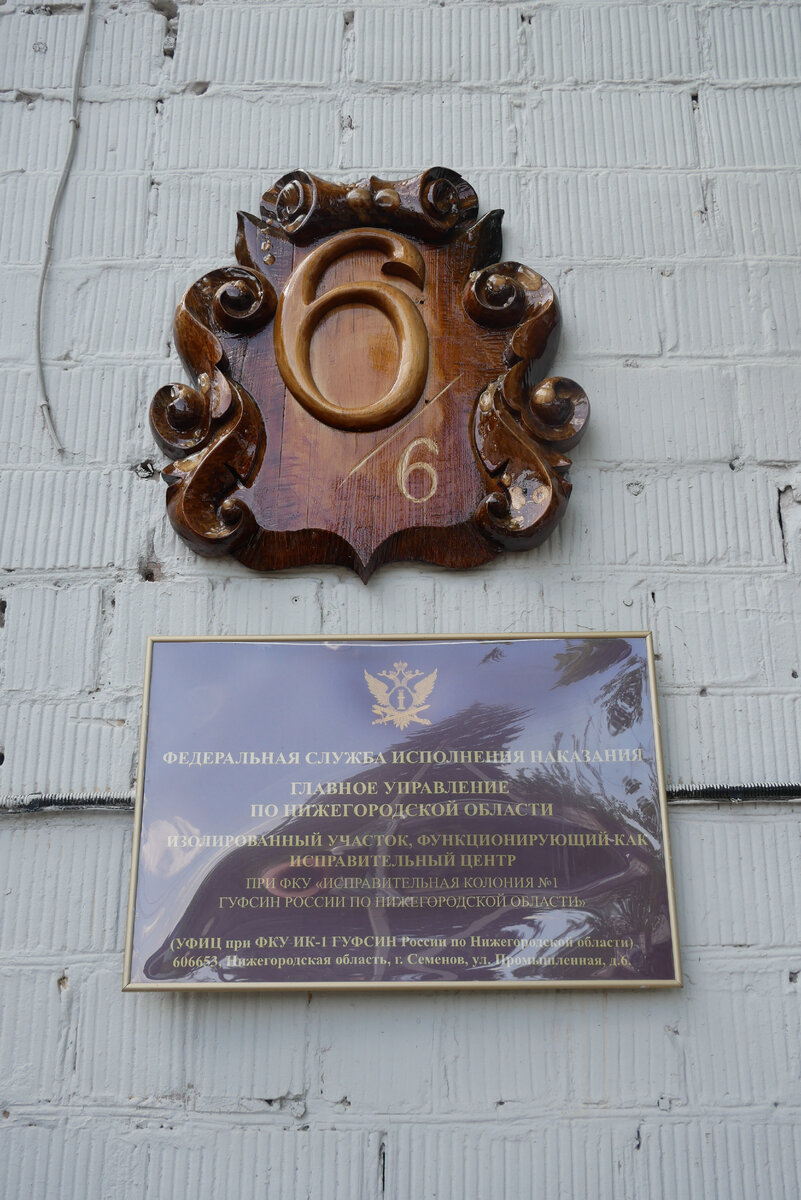 6/6
ФЕДЕРАЛЬНАЯ СЛУЖБА ИСПОЛНЕНИЯ НАКАЗАНИЯ
ГЛАВНОЕ УПРАВЛЕНИЕ
ПО НИЖЕГОРОДСКОЙ ОБЛАСТИ
ИЗОЛИРОВАННЫЙ УЧАСТОК, ФУНКЦИОНИРУЮЩИЙ КАК
ИСПРАВИТЕЛЬНЫЙ ЦЕНТР
ПРИ ФКУ «ИСПРАВИТЕЛЬНАЯ КОЛОНИЯ №1
ГУФСИН РОССИИ ПО НИЖЕГОРОДСКОЙ ОБЛАСТИ»
(УФИЦ при ФКУ ИК-1 ГУФСИН России по Нижегородской области)
606653, Нижегородская область, г. Семенов, ул. Промышленная, д.6.